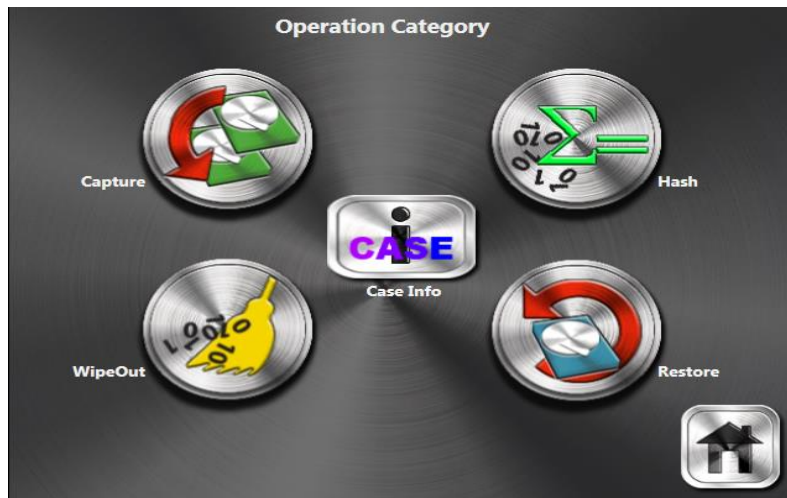 Operation Category
Capture
Hash
CASE
Case Info
WipeOut
Restore